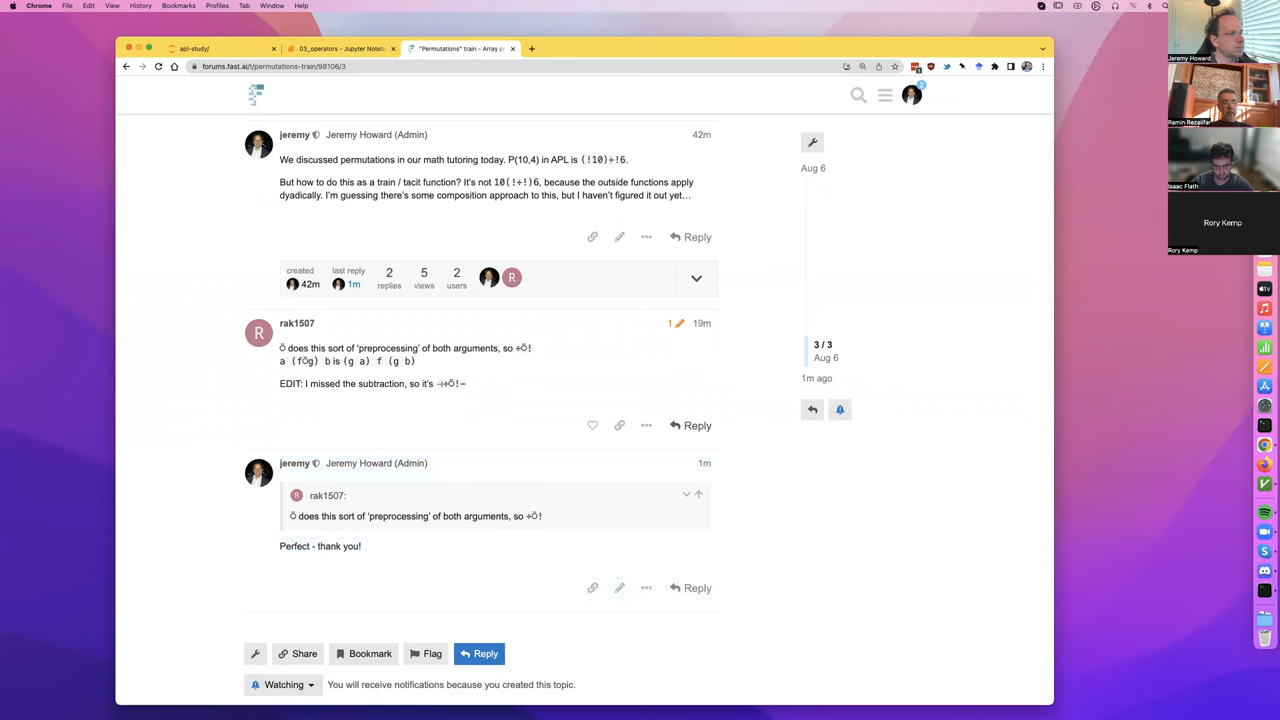 Chrome File Edit View History Bookmarks Profiles Tab Window Help
apl-study/
03_operators - Jupyter Noteb
"Permutations" train - Array p
forums.fast.ai/t/permutations-train/98106/3
jeremy Jeremy Howard (Admin) 42m
We discussed permutations in our math tutoring today. P(10,4) in APL is (!10)÷!6.
But how to do this as a train / tacit function? It's not 10(!÷!)6, because the outside functions apply
dyadically. I'm guessing there's some composition approach to this, but I haven't figured it out yet…
Reply
created
42m
last reply
1m
2
replies
5
views
2
users
R
R
rak1507 1 19m
⍥ does this sort of 'preprocessing' of both arguments, so ÷⍥!
a (f⍥g) b is (g a) f (g b)
EDIT: I missed the subtraction, so it's ⊣÷⍥!-
Reply
jeremy Jeremy Howard (Admin) 1m
R rak1507:
⍥ does this sort of 'preprocessing' of both arguments, so ÷⍥!
Perfect - thank you!
Reply
Share Bookmark Flag Reply
Watching You will receive notifications because you created this topic.
Aug 6
3 / 3
Aug 6
1m ago
Jeremy Howard
Ramin Rezaiifar
Isaac Flath
Rory Kemp
Rory Kemp
tv